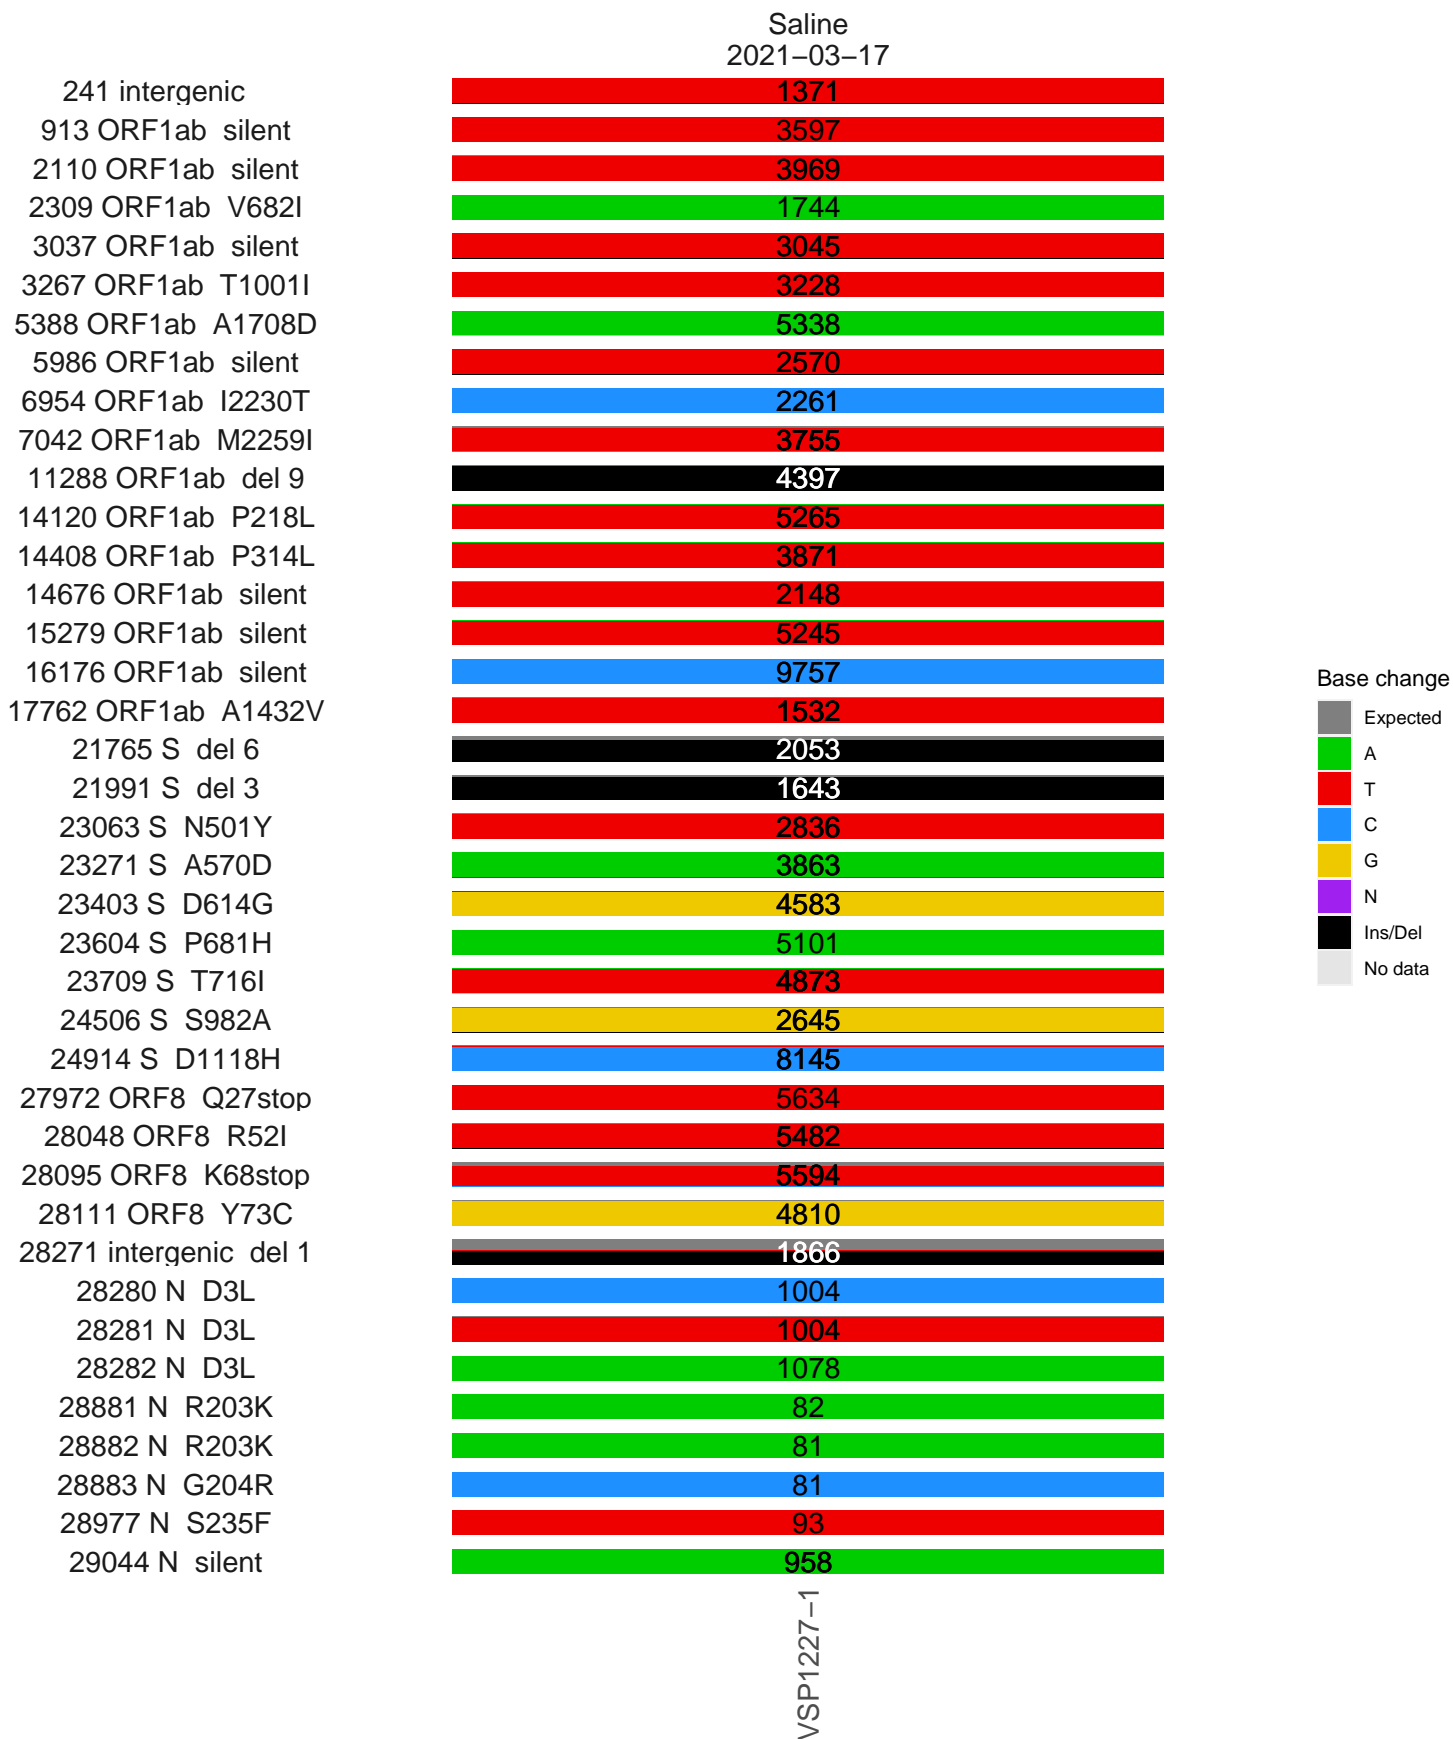 Saline
2021−03−17
241 intergenic 1371
913 ORF1ab silent 3597
2110 ORF1ab silent 3969
2309 ORF1ab V682I 1744
3037 ORF1ab silent 3045
3267 ORF1ab T1001I 3228
5388 ORF1ab A1708D 5338
5986 ORF1ab silent 2570
6954 ORF1ab I2230T 2261
7042 ORF1ab M2259I 3755
11288 ORF1ab del 9 4397
14120 ORF1ab P218L 5265
14408 ORF1ab P314L 3871
14676 ORF1ab silent 2148
15279 ORF1ab silent 5245
16176 ORF1ab silent 9757
17762 ORF1ab A1432V 1532
21765 S del 6 2053
21991 S del 3 1643
23063 S N501Y 2836
23271 S A570D 3863
23403 S D614G 4583
23604 S P681H 5101
23709 S T716I 4873
24506 S S982A 2645
24914 S D1118H 8145
27972 ORF8 Q27stop 5634
28048 ORF8 R52I 5482
28095 ORF8 K68stop 5594
28111 ORF8 Y73C 4810
28271 intergenic del 1 1866
28280 N D3L 1004
28281 N D3L 1004
28282 N D3L 1078
28881 N R203K 82
28882 N R203K 81
28883 N G204R 81
28977 N S235F 93
29044 N silent 958
VSP1227−1
Base change
Expected
A
T
C
G
N
Ins/Del
No data